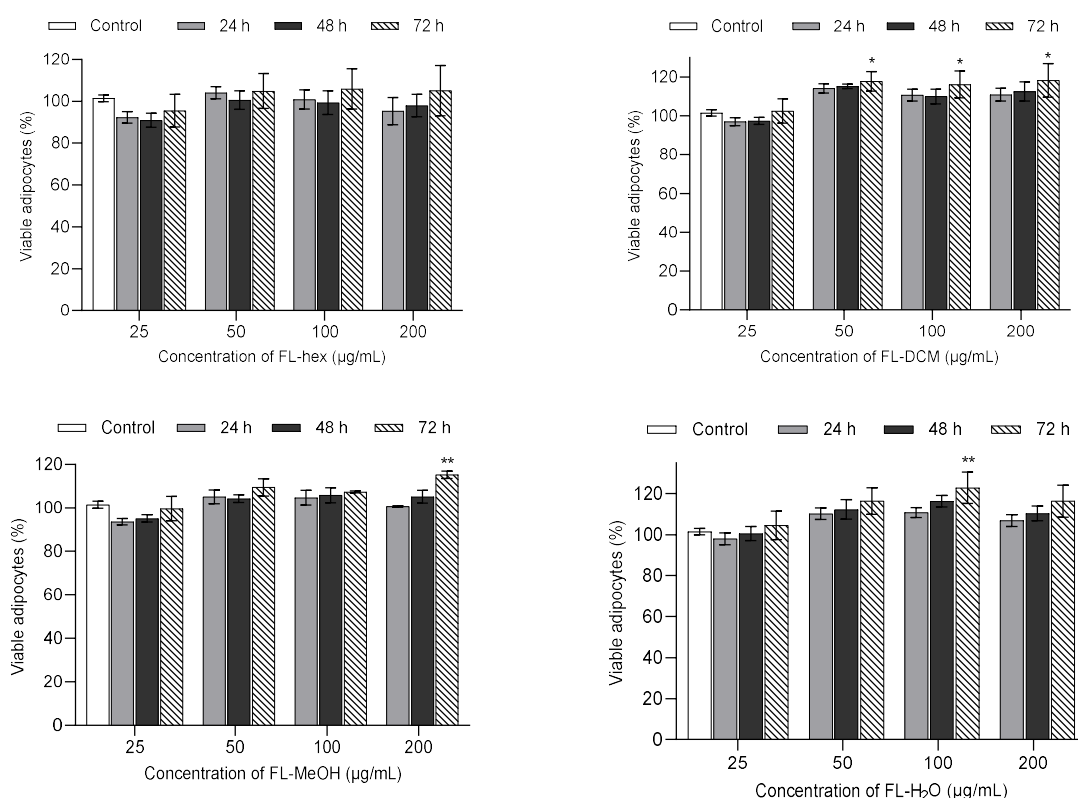 Control 24 h 48 h 72 h
120
100
80
60
40
20
0
Viable adipocytes (%)
25 50 100 200
Concentration of FL-hex (µg/mL)
Control 24 h 48 h 72 h
* * *
120
100
80
60
40
20
0
Viable adipocytes (%)
25 50 100 200
Concentration of FL-DCM (µg/mL)
Control 24 h 48 h 72 h
**
120
100
80
60
40
20
0
Viable adipocytes (%)
25 50 100 200
Concentration of FL-MeOH (µg/mL)
Control 24 h 48 h 72 h
**
120
100
80
60
40
20
0
Viable adipocytes (%)
25 50 100 200
Concentration of FL-H₂O (µg/mL)